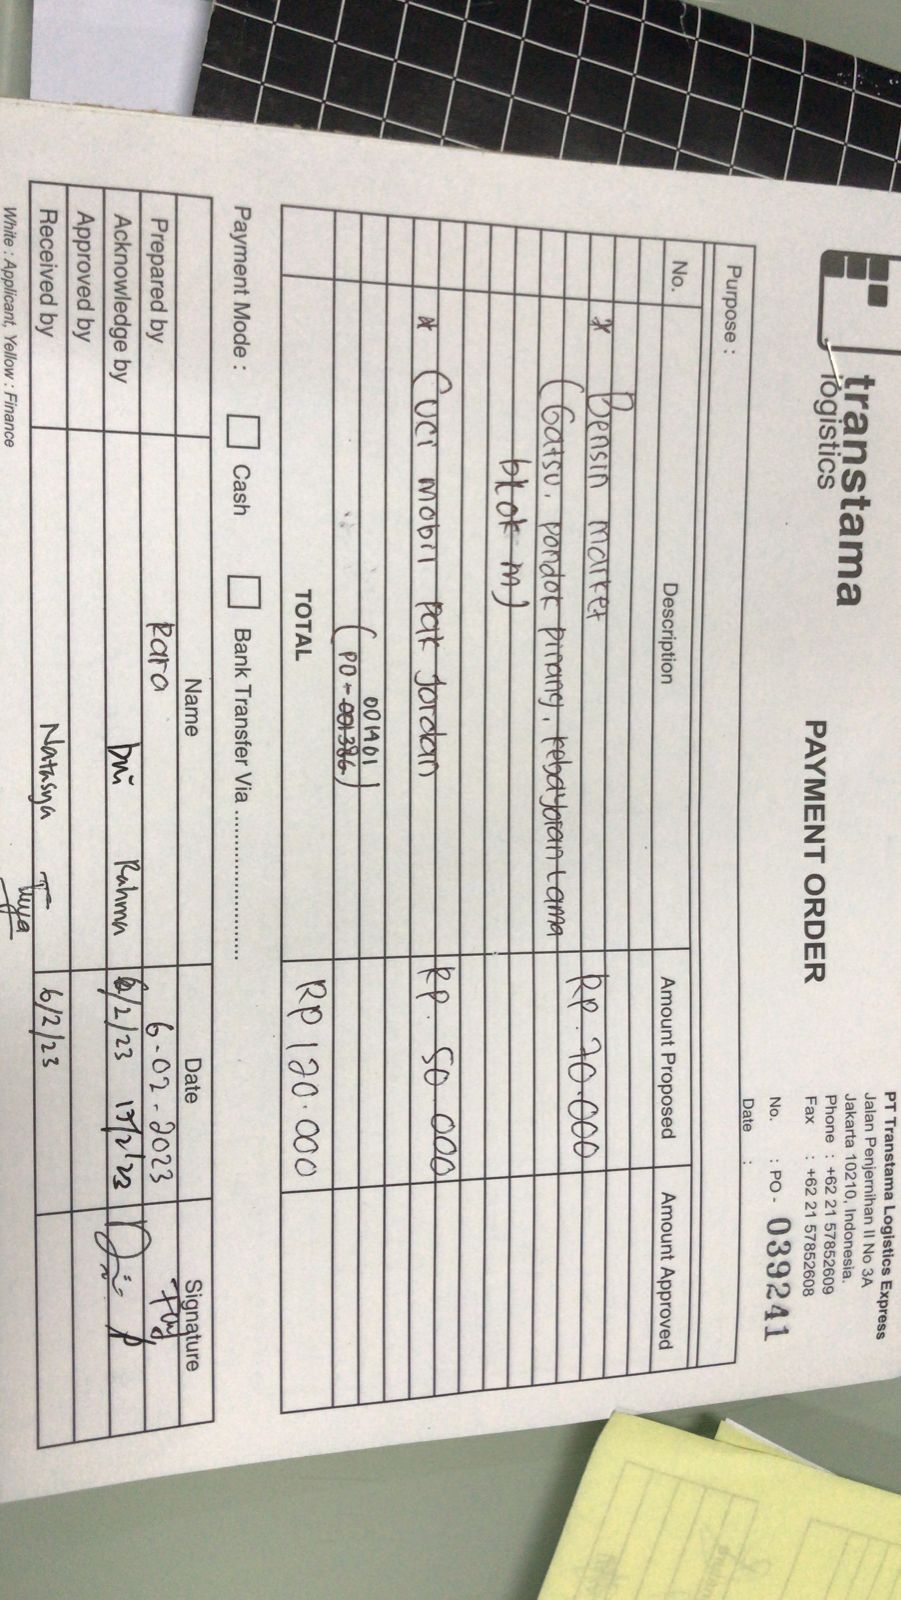 transtama
logistics
PAYMENT ORDER
PT Transtama Logistics Express
Jalan Penjernihan II No 3A
Jakarta 10210, Indonesia.
Phone : +62 21 57852609
Fax : +62 21 57852608
No. : PO - 039241
Date :
Purpose :
No. Description Amount Proposed Amount Approved
* Bensin market Rp. 70.000
(Gatsu, pondok pinang, kebayoran Lama
blok m)
* Cuci mobil pak Jordan Rp. 50.000
001401
(PO - 001386)
TOTAL Rp 120.000
Payment Mode : Cash Bank Transfer Via ........................
Name Date Signature
Prepared by Rara 6-02-2023
Acknowledge by Dwi Rahma 6/2/23 17/2/23
Approved by
Received by Natasya 6/2/23
White : Applicant, Yellow : Finance